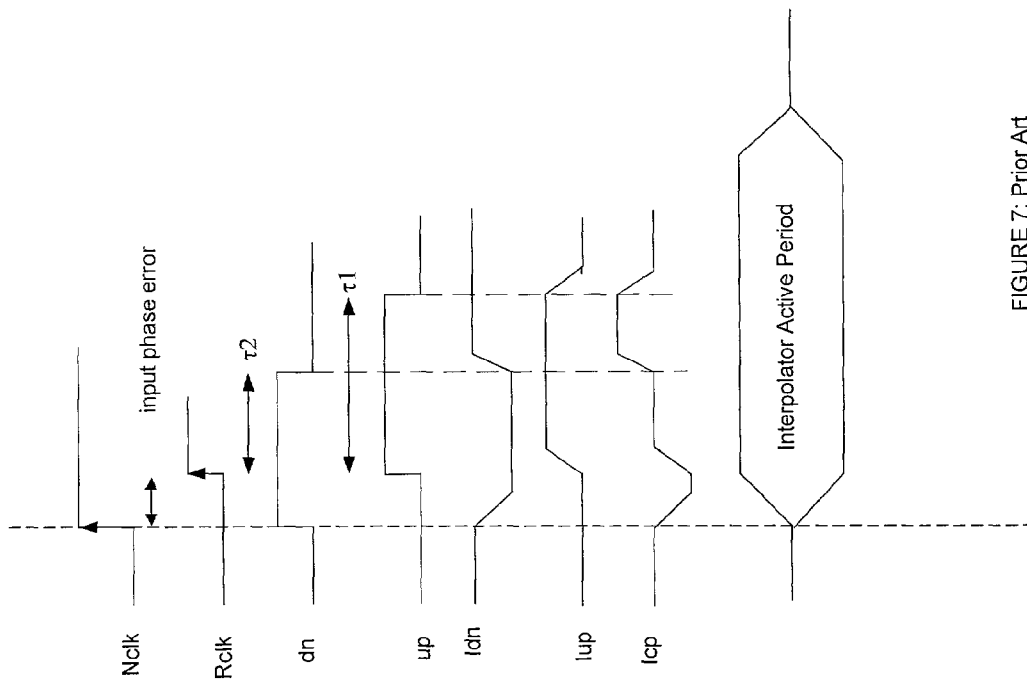 Nclk
input phase error
Rclk
τ2
dn
τ1
up
Idn
Iup
Icp
Interpolator Active Period
FIGURE 7: Prior Art